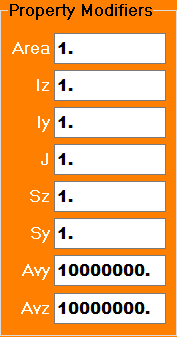 Property Modifiers
Area 1.
Iz 1.
Iy 1.
J 1.
Sz 1.
Sy 1.
Avy 10000000.
Avz 10000000.